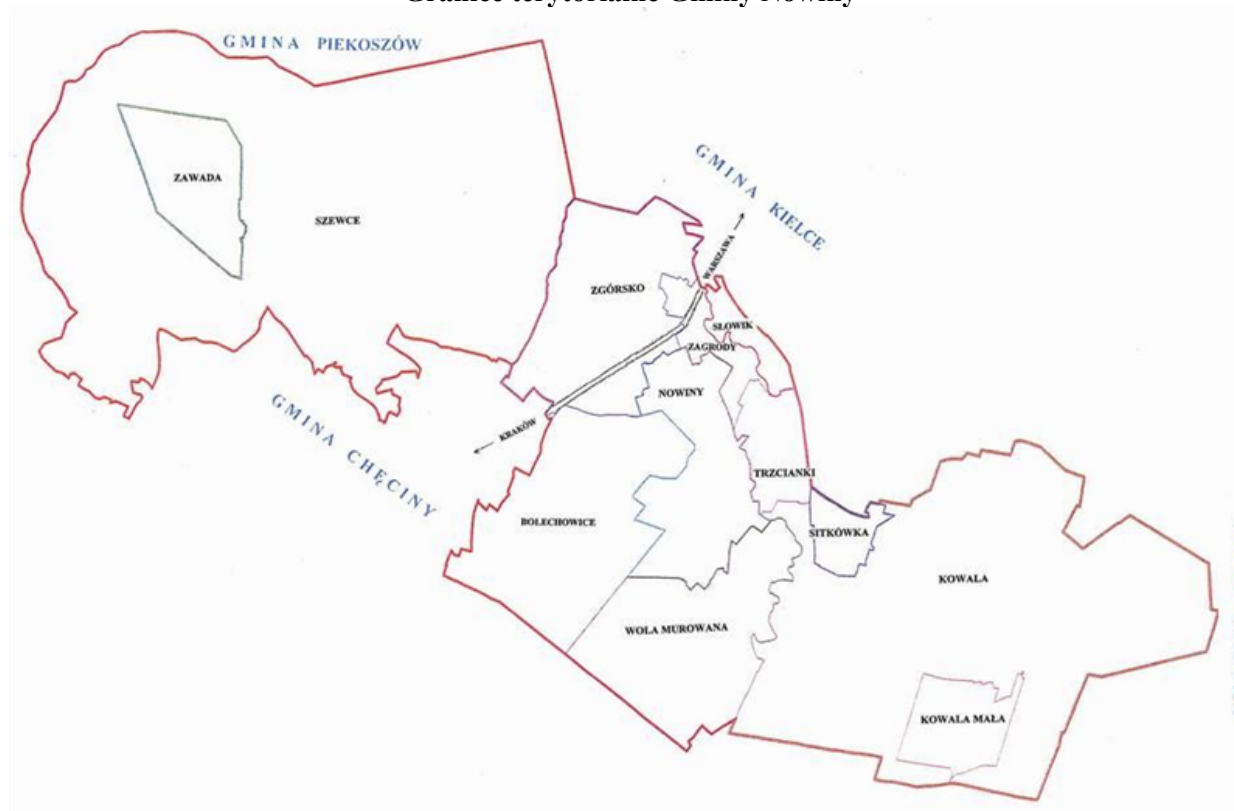 Granice terytorialne Gminy Nowiny
GMINA PIEKOSZÓW
GMINA KIELCE
ZAWADA
SZEWCE
WARSZAWA
ZGÓRSKO
SŁOWIK
ZAGRODY
NOWINY
GMINA CHĘCINY
KRAKÓW
TRZCIANKI
BOLECHOWICE
SITKÓWKA
KOWALA
WOLA MUROWANA
KOWALA MAŁA